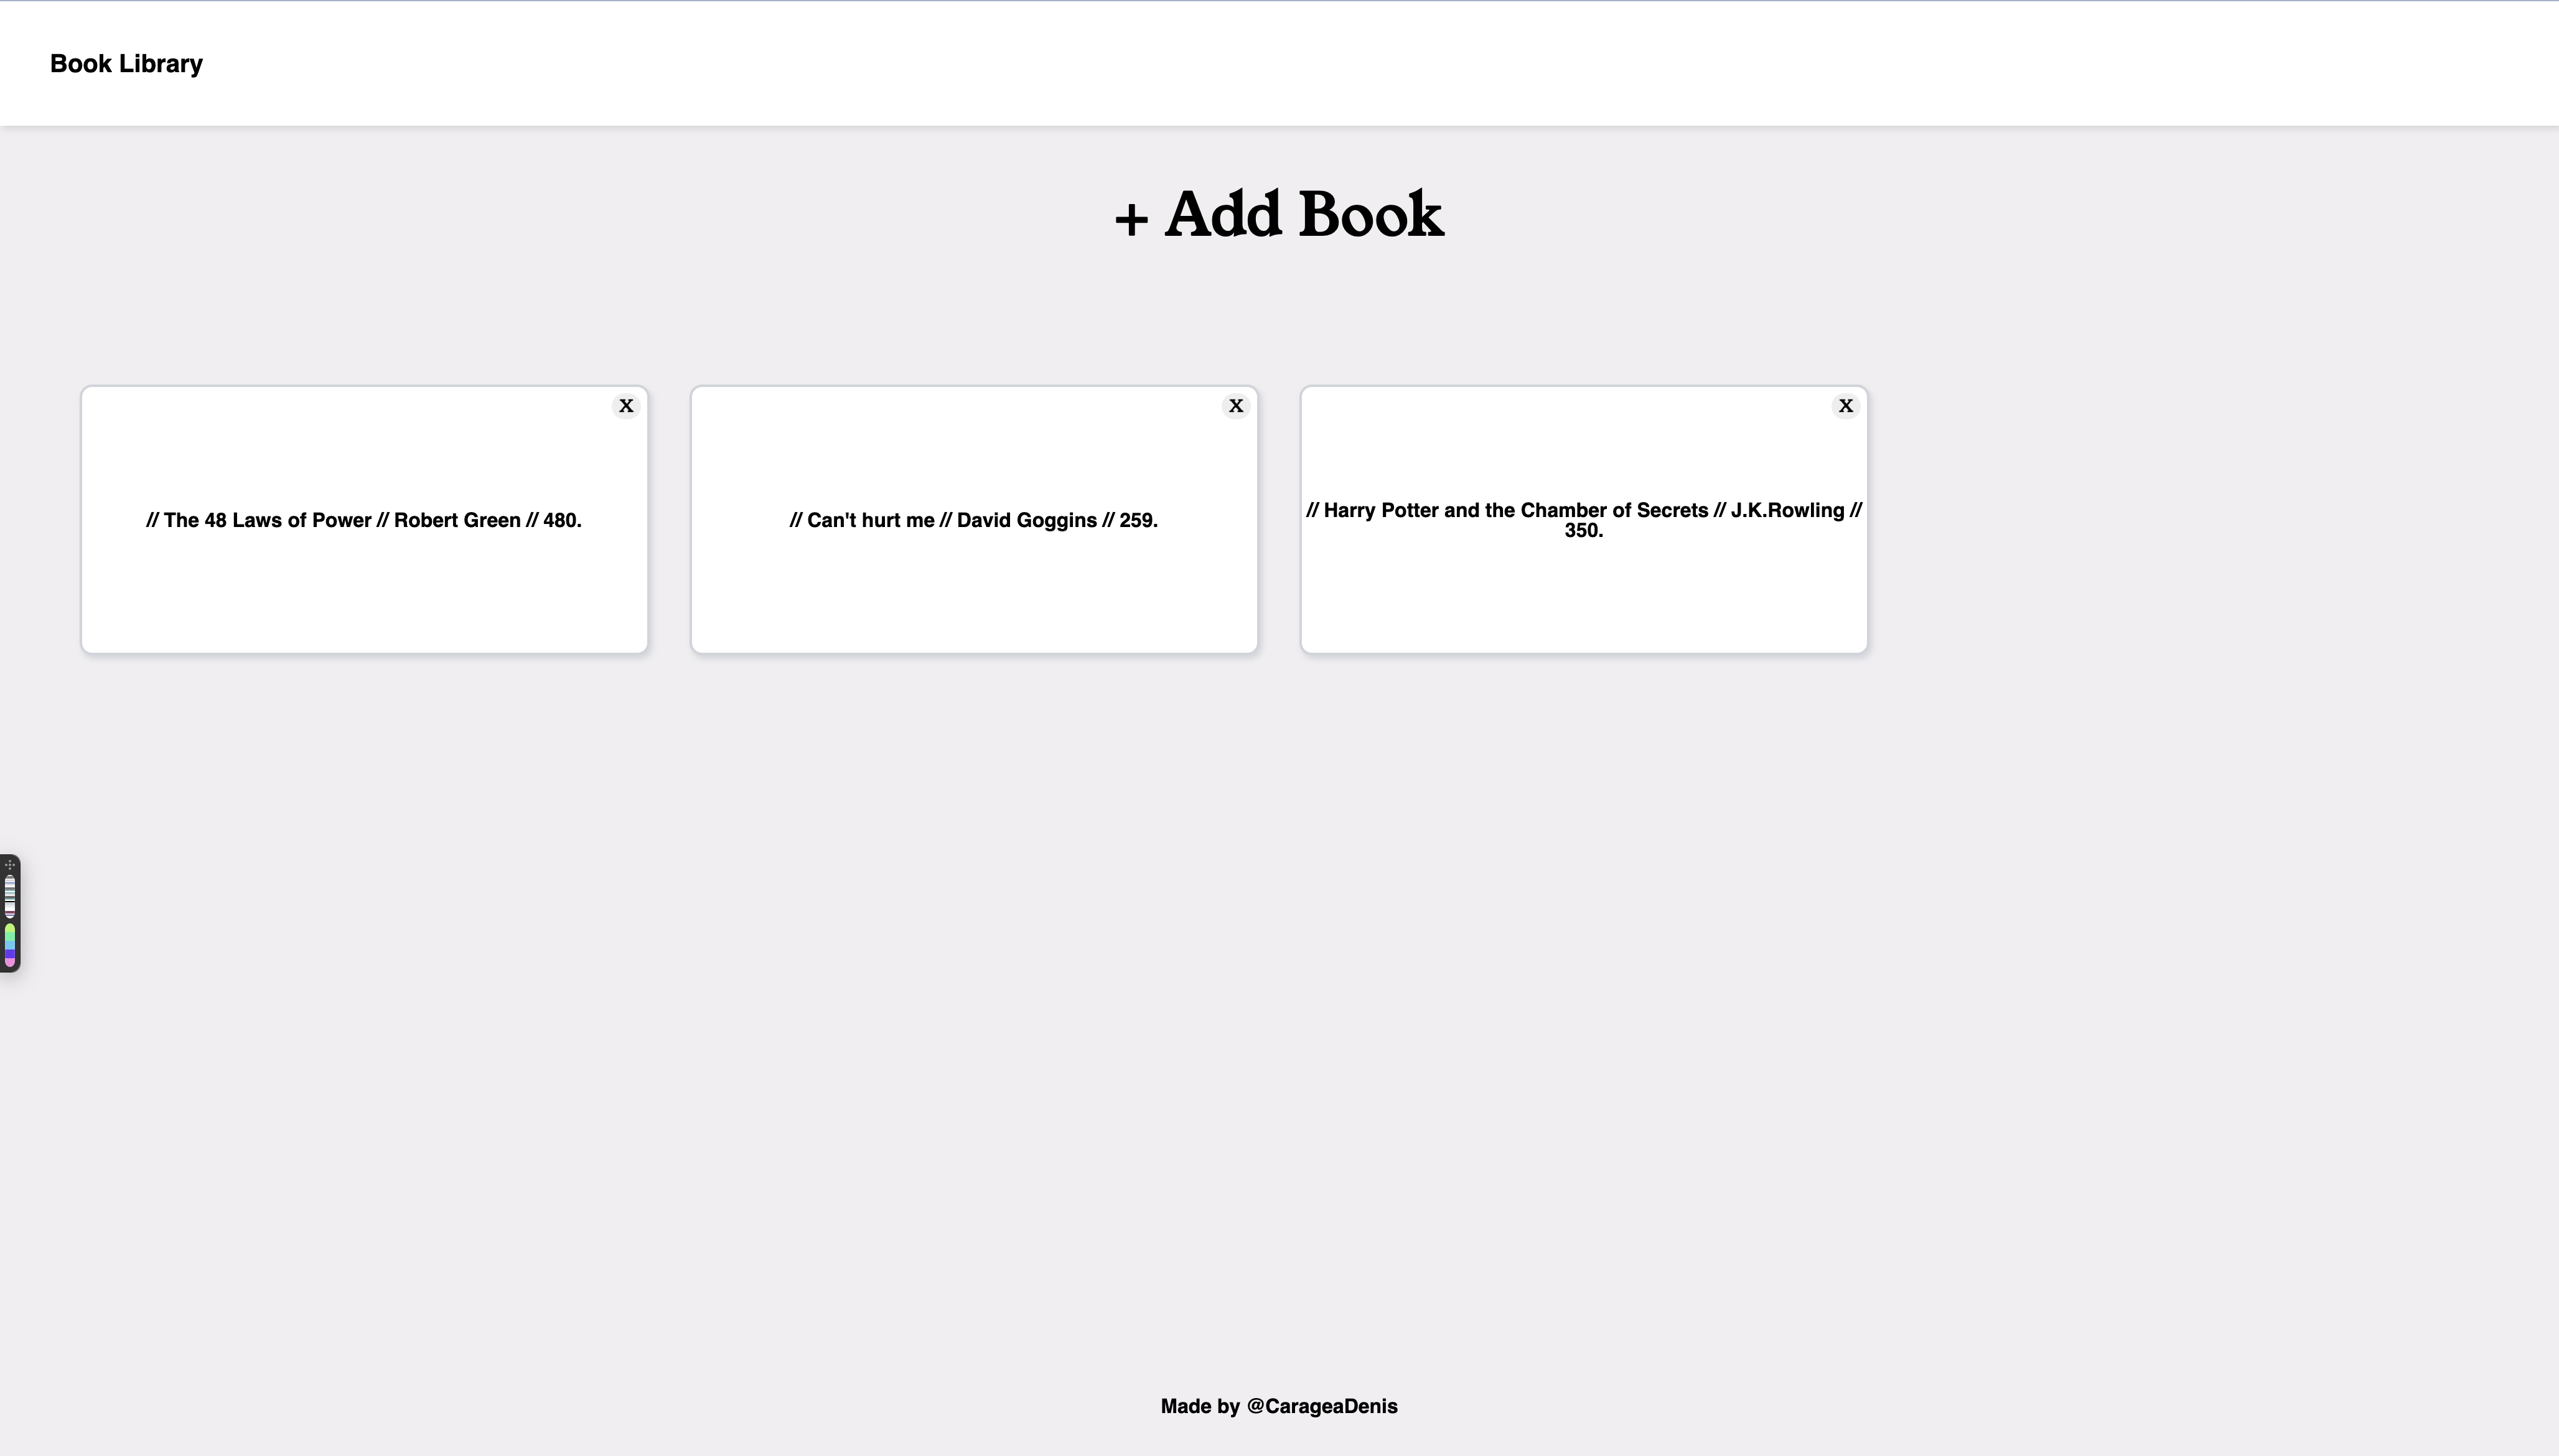 Book Library
+ Add Book
X
X
X
// The 48 Laws of Power // Robert Green // 480.
// Can't hurt me // David Goggins // 259.
// Harry Potter and the Chamber of Secrets // J.K.Rowling //
350.
Made by @CarageaDenis